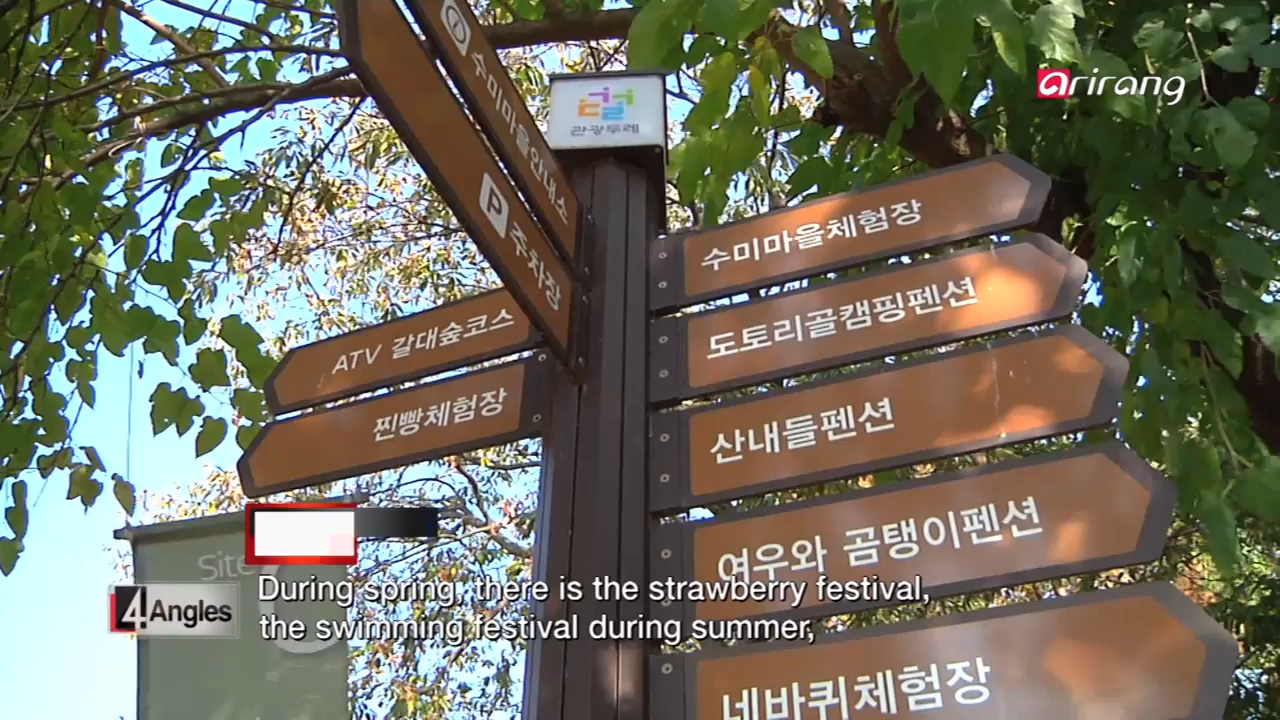 arirang
관광두레
수미마을안내소
P 주차장
수미마을체험장
도토리골캠핑펜션
ATV 갈대숲코스
찐빵체험장
산내들펜션
여우와 곰탱이펜션
네바퀴체험장
Site
4 Angles
During spring, there is the strawberry festival,
the swimming festival during summer,